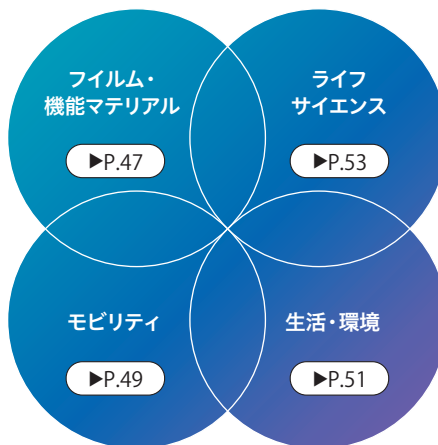 フイルム・
機能マテリアル
▶P.47
ライフ
サイエンス
▶P.53
モビリティ
▶P.49
生活・環境
▶P.51